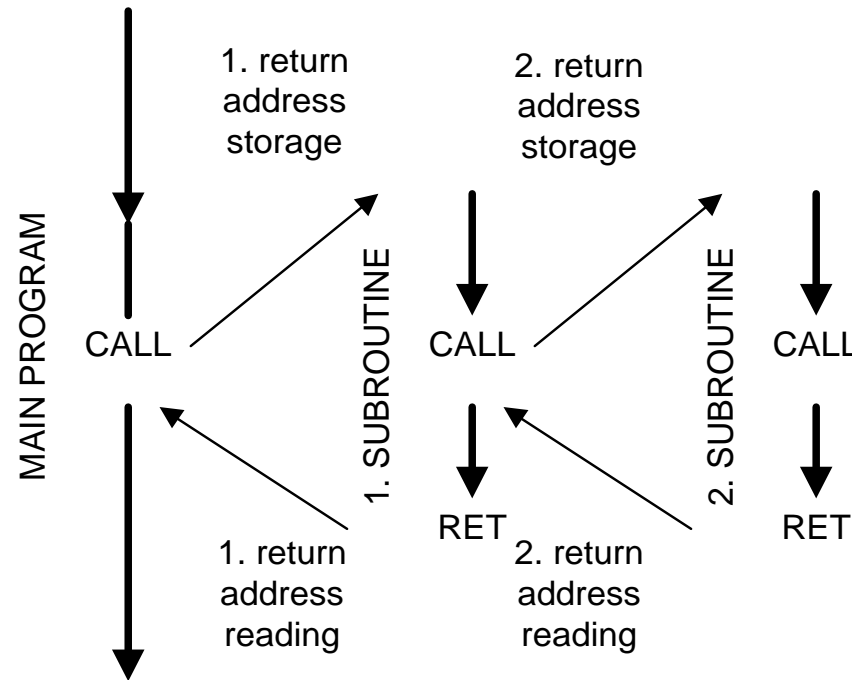 1. return
address
storage
2. return
address
storage
MAIN PROGRAM
CALL
1. SUBROUTINE
CALL
2. SUBROUTINE
CALL
RET
RET
1. return
address
reading
2. return
address
reading